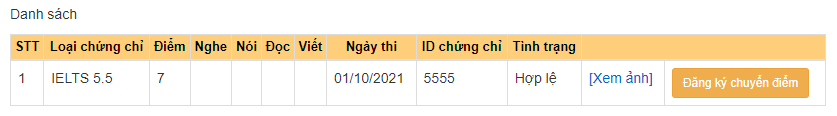 Danh sách
STT Loại chứng chỉ Điểm Nghe Nói Đọc Viết Ngày thi ID chứng chỉ Tình trạng
1 IELTS 5.5 7 01/10/2021 5555 Hợp lệ [Xem ảnh] Đăng ký chuyển điểm